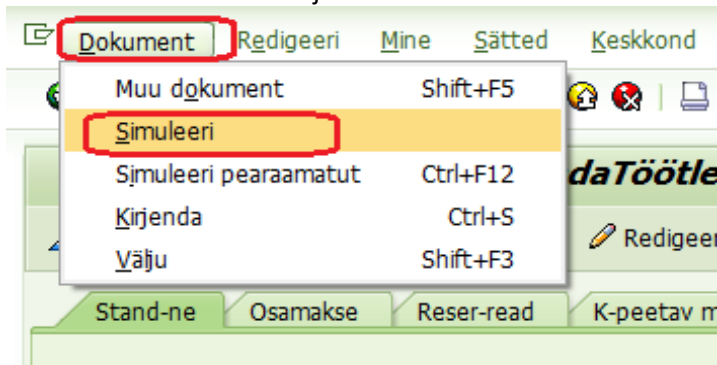 Dokument Redigeeri Mine Sätted Keskkond
Muu dokument Shift+F5
Simuleeri
Simuleeri pearaamatut Ctrl+F12
Kirjenda Ctrl+S
Välju Shift+F3
daTöötle
Redigeer
Stand-ne Osamakse Reser-read K-peetav m